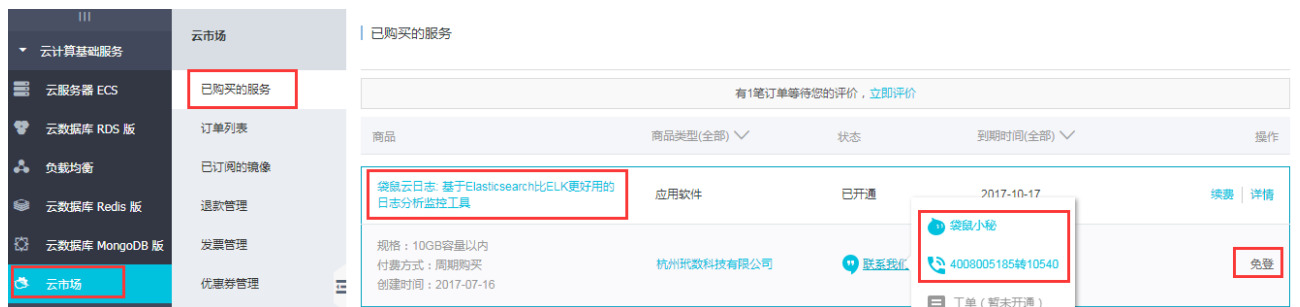 云计算基础服务
云服务器 ECS
云数据库 RDS 版
负载均衡
云数据库 Redis 版
云数据库 MongoDB 版
云市场
云市场
已购买的服务
订单列表
已订阅的镜像
退款管理
发票管理
优惠券管理
已购买的服务
有1笔订单等待您的评价，立即评价
商品 商品类型(全部) 状态 到期时间(全部) 操作
袋鼠云日志: 基于Elasticsearch比ELK更好用的
日志分析监控工具
应用软件 已开通 2017-10-17 续费 详情
规格：10GB容量以内
付费方式：周期购买
创建时间：2017-07-16
杭州玳数科技有限公司 联系我们 免登
袋鼠小秘
4008005185转10540
工单（暂未开通）